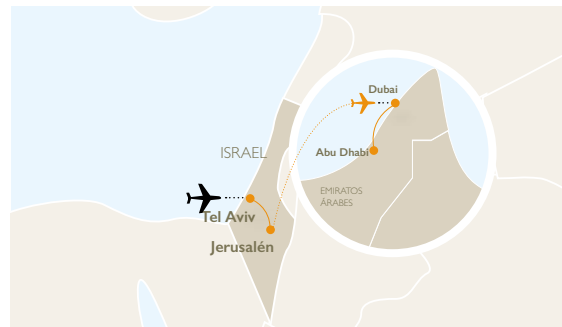 Dubai
ISRAEL
Abu Dhabi
EMIRATOS
ÁRABES
Tel Aviv
Jerusalén